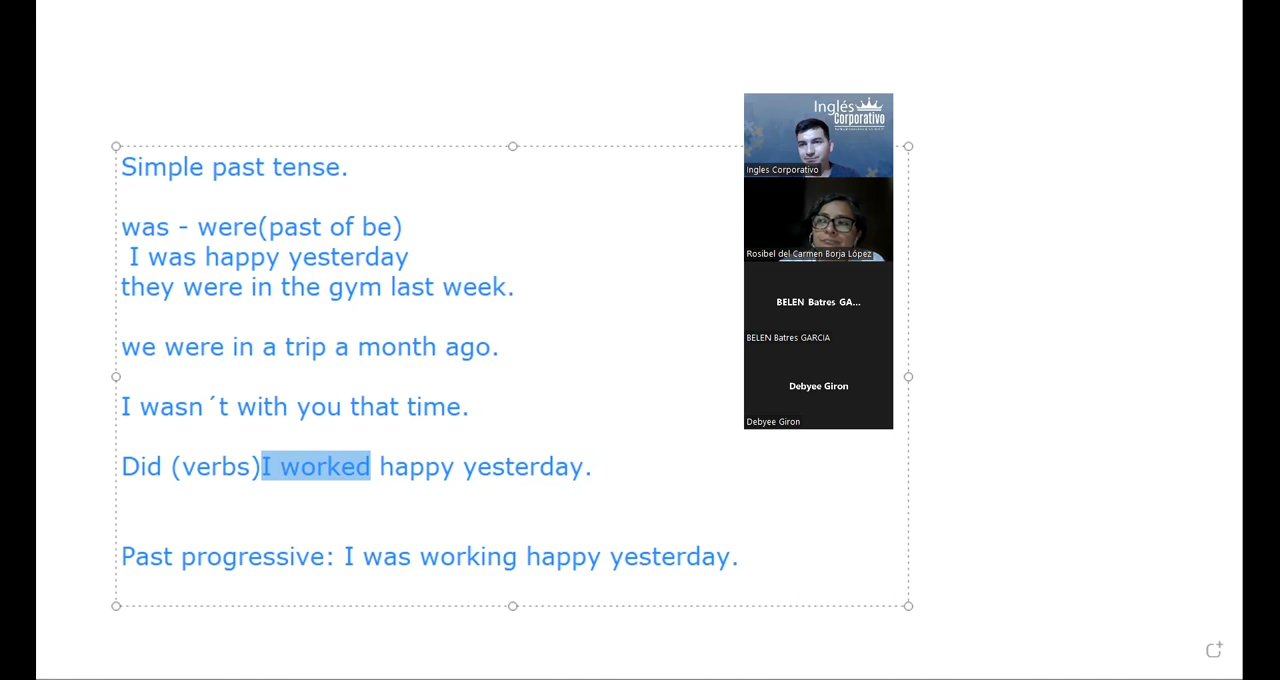 Simple past tense.
was - were(past of be)
I was happy yesterday
they were in the gym last week.
we were in a trip a month ago.
I wasn´t with you that time.
Did (verbs)I worked happy yesterday.
Past progressive: I was working happy yesterday.
Inglés
Corporativo
Ingles Corporativo
Rosibel del Carmen Borja López
BELEN Batres GA...
BELEN Batres GARCIA
Debyee Giron
Debyee Giron